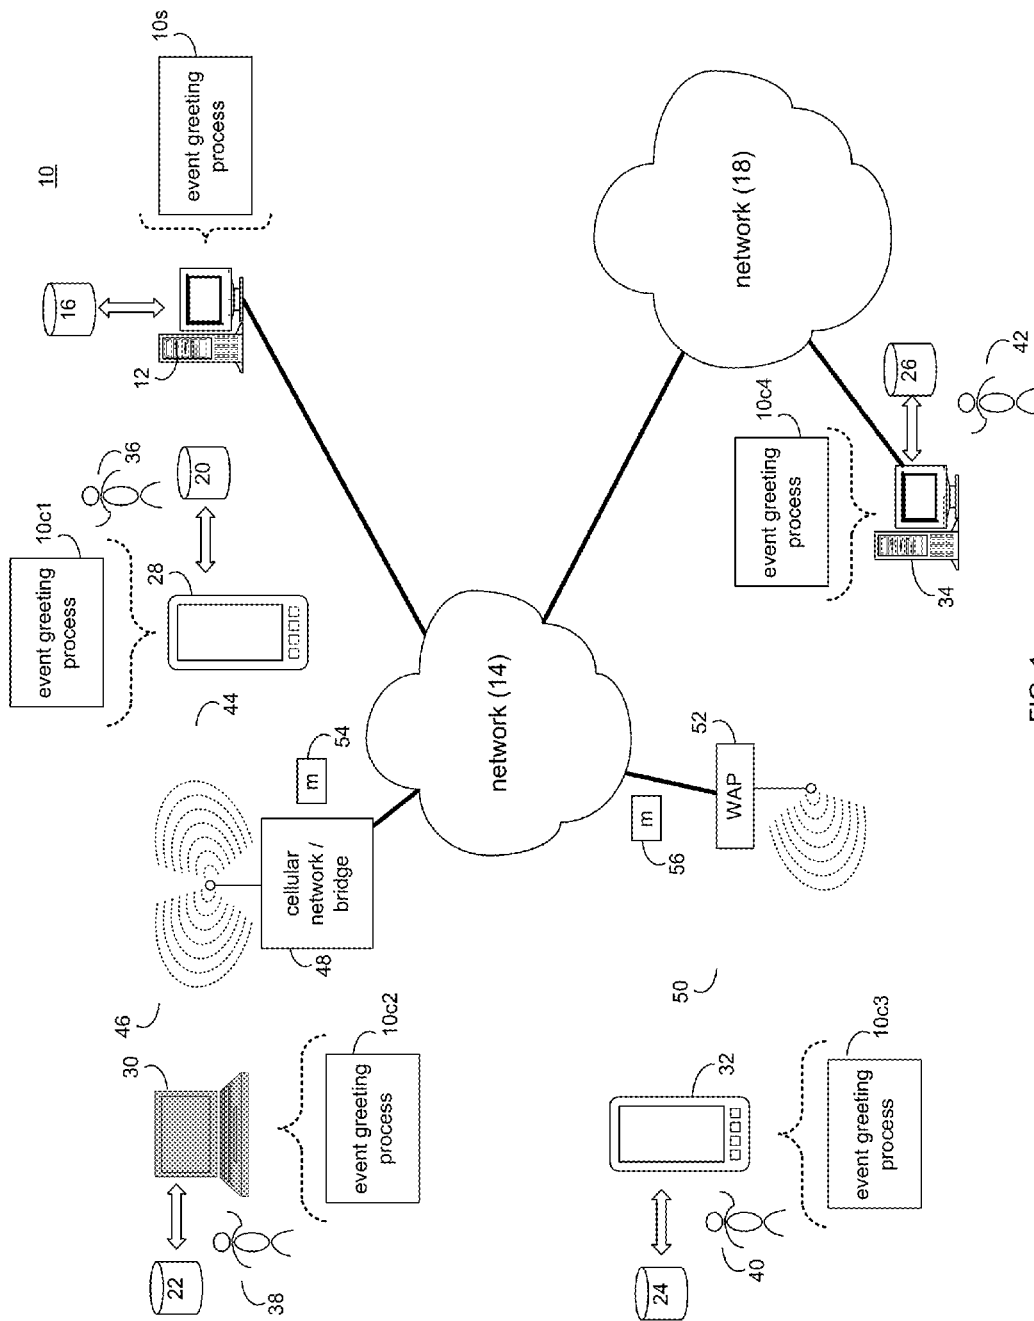 10
10c1
event greeting
process
16
46
30
36
12
28
10s
event greeting
process
22
20
44
38
cellular
network /
bridge
m
54
48
10c2
event greeting
process
network (14)
m
56
50
52
WAP
24
40
32
network (18)
10c4
event greeting
process
10c3
event greeting
process
26
34
42